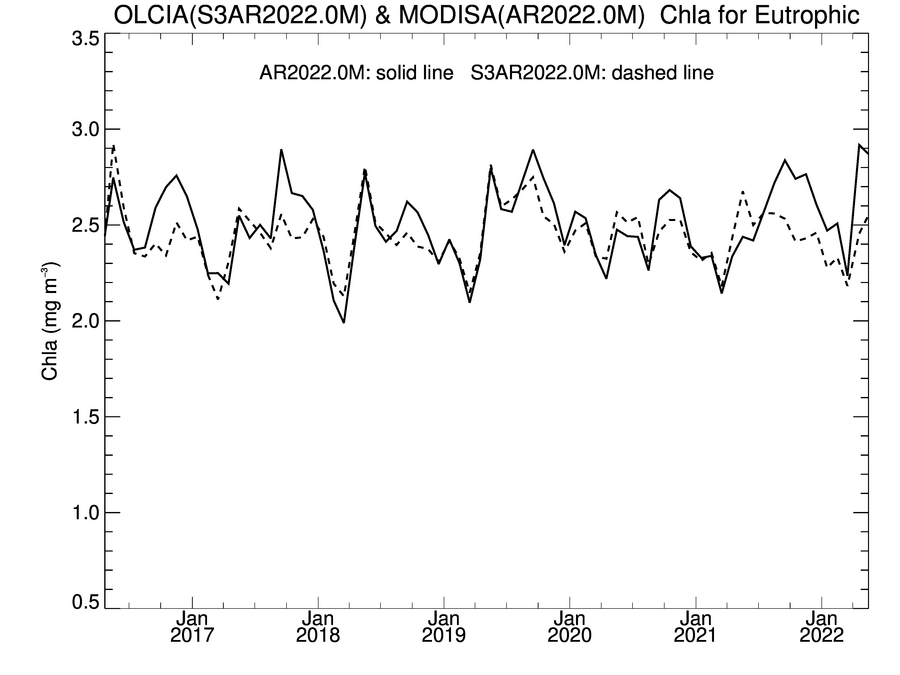 OLCIA(S3AR2022.0M) & MODISA(AR2022.0M)  Chla for Eutrophic
AR2022.0M: solid line   S3AR2022.0M: dashed line
3.5
3.0
2.5
2.0
1.5
1.0
0.5
Chla (mg m⁻³)
Jan Jan Jan Jan Jan Jan
2017 2018 2019 2020 2021 2022